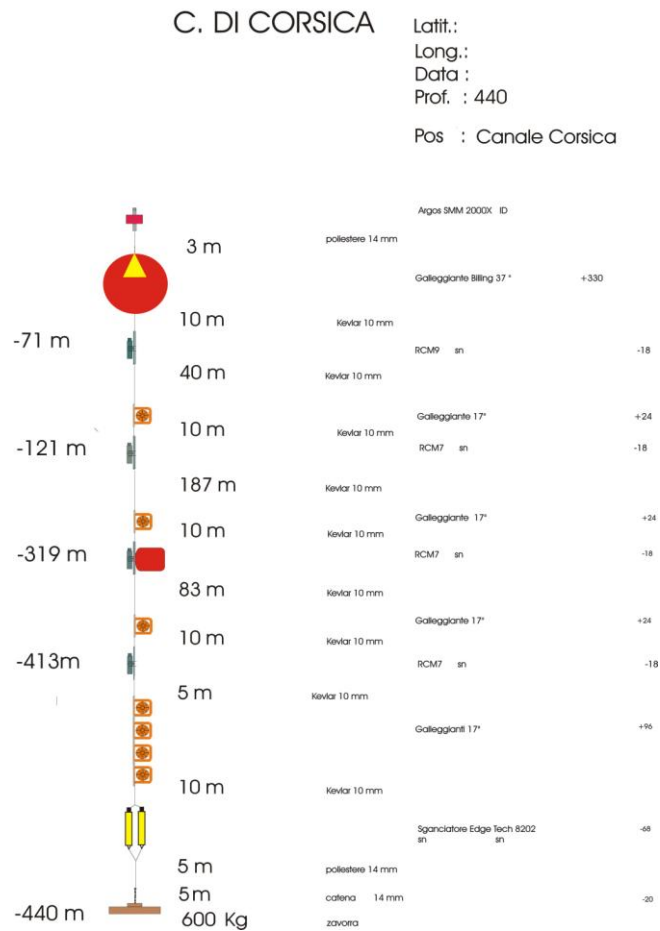 C. DI CORSICA
Latit.:
Long.:
Data :
Prof. : 440
Pos : Canale Corsica
Argos SMM 2000X ID
3 m poliestere 14 mm
Galleggiante Billing 37 " +330
10 m Kevlar 10 mm
-71 m RCM9 sn -18
40 m Kevlar 10 mm
Galleggiante 17" +24
10 m Kevlar 10 mm
-121 m RCM7 sn -18
187 m Kevlar 10 mm
Galleggiante 17" +24
10 m Kevlar 10 mm
-319 m RCM7 sn -18
83 m Kevlar 10 mm
Galleggiante 17" +24
10 m Kevlar 10 mm
-413m RCM7 sn -18
5 m Kevlar 10 mm
Galleggianti 17" +96
10 m Kevlar 10 mm
Sganciatore Edge Tech 8202 -68
sn sn
5 m poliestere 14 mm
5m catena 14 mm -20
-440 m
600 Kg zavorra